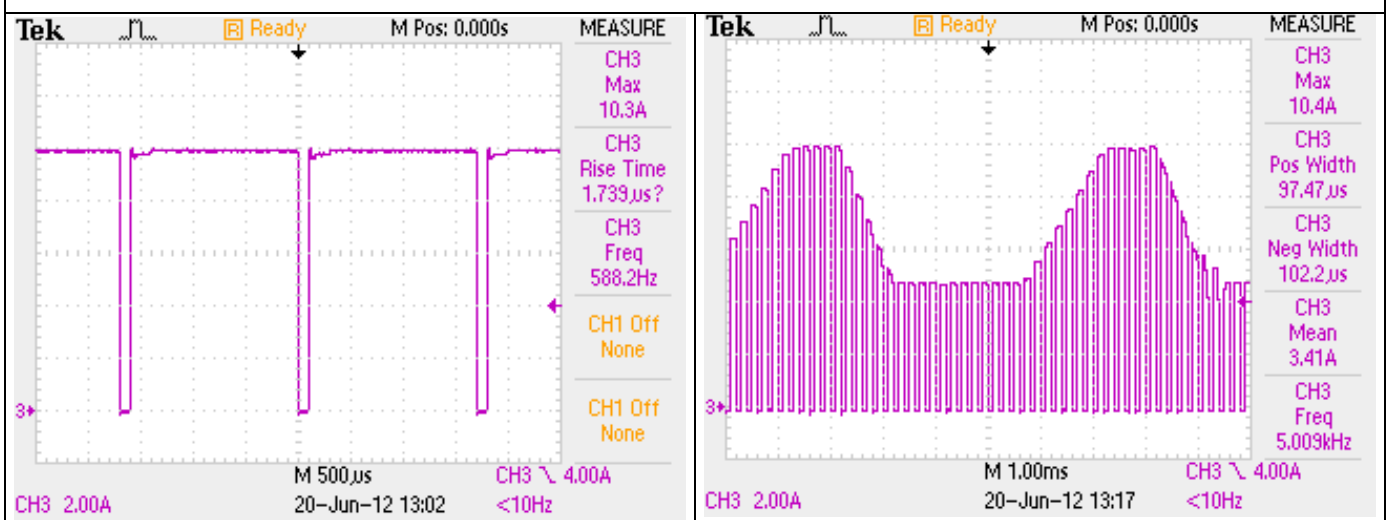 Tek R Ready M Pos: 0.000s MEASURE
CH3
Max
10.3A
CH3
Rise Time
1.739µs?
CH3
Freq
588.2Hz
CH1 Off
None
CH1 Off
None
3
M 500µs CH3 4.00A
CH3 2.00A 20-Jun-12 13:02 <10Hz
Tek R Ready M Pos: 0.000s MEASURE
CH3
Max
10.4A
CH3
Pos Width
97.47µs
CH3
Neg Width
102.2µs
CH3
Mean
3.41A
CH3
Freq
5.009kHz
3
M 1.00ms CH3 4.00A
CH3 2.00A 20-Jun-12 13:17 <10Hz